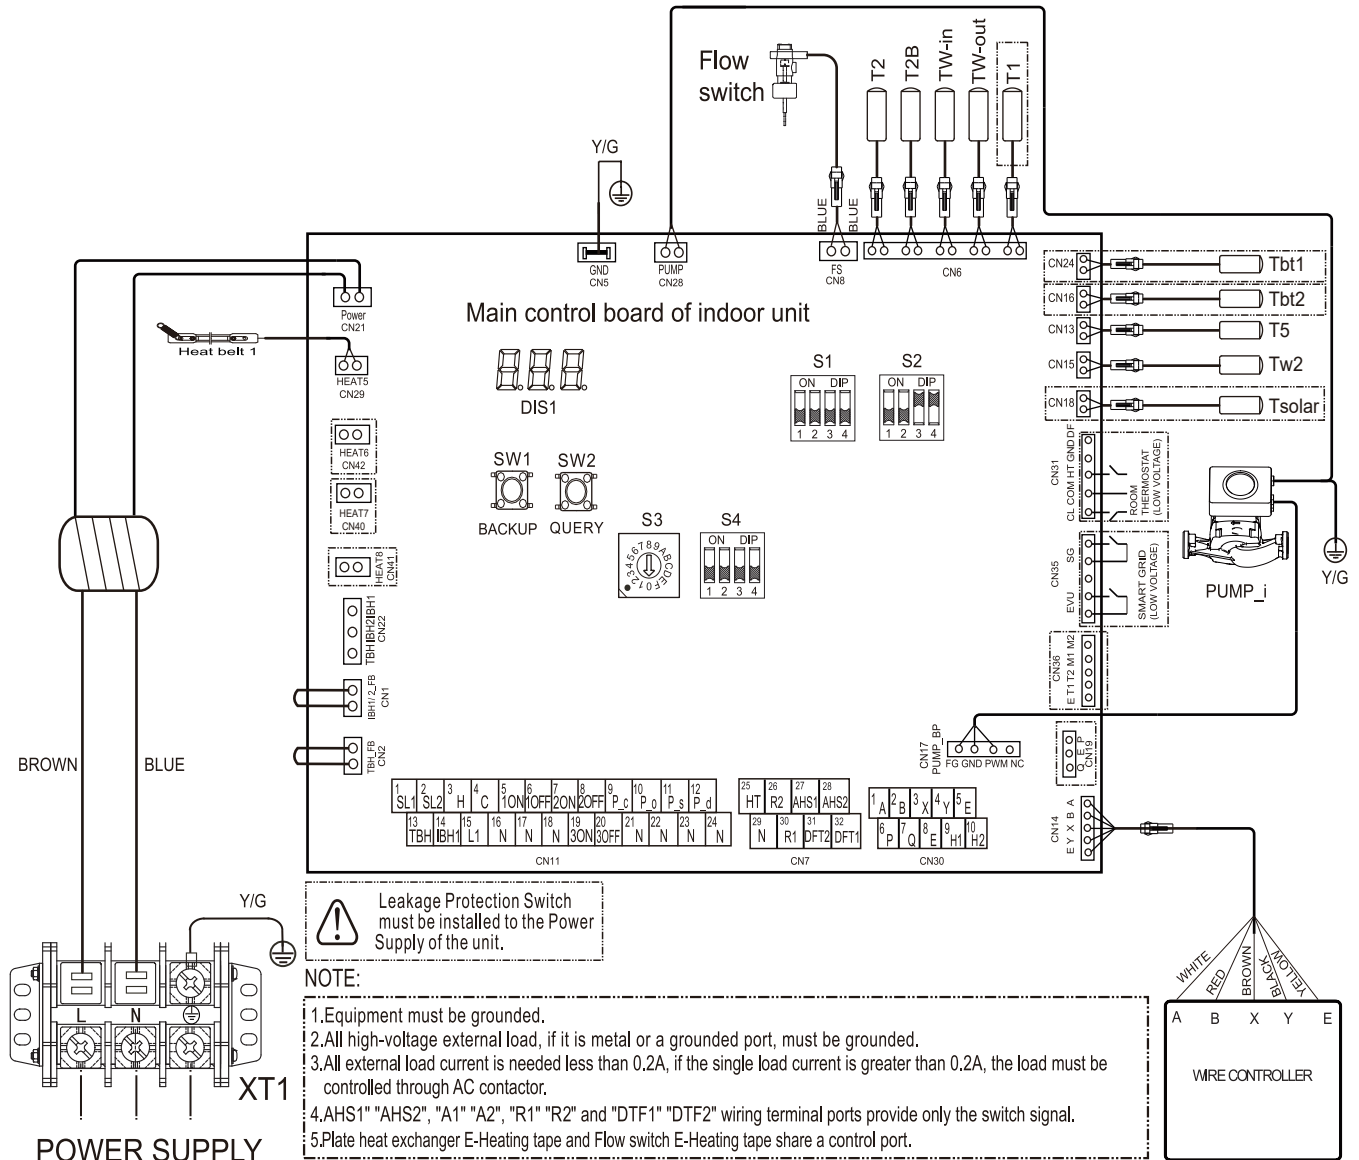 Flow
switch
T2
T2B
TW-in
TW-out
T1
Y/G
BLUE
BLUE
GND
CN5
PUMP
CN28
FS
CN8
CN6
Power
CN21
Heat belt 1
HEAT5
CN29
Main control board of indoor unit
DIS1
S1
ON DIP
1 2 3 4
S2
ON DIP
1 2 3 4
CN24
Tbt1
CN16
Tbt2
CN13
T5
CN15
Tw2
CN18
Tsolar
HEAT6
CN42
HEAT7
CN40
HEAT8
CN41
SW1
BACKUP
SW2
QUERY
S3
0123456789ABCDEF
S4
ON DIP
1 2 3 4
CN31
CL COM HT GND DF
ROOM
THERMOSTAT
(LOW VOLTAGE)
CN35
EVU SG
SMART GRID
(LOW VOLTAGE)
PUMP_i
Y/G
TBH IBH2 IBH1
CN22
CN36
E T1 T2 M1 M2
IBH1/ 2_FB
CN1
TBH_FB
CN2
CN17
PUMP_BP
FG GND PWM NC
Q E P
CN19
BROWN
BLUE
1 SL1 2 SL2 3 H 4 C 5 1ON 6 1OFF 7 2ON 8 2OFF 9 P_c 10 P_o 11 P_s 12 P_d
13 TBH 14 IBH1 15 L1 16 N 17 N 18 N 19 3ON 20 3OFF 21 N 22 N 23 N 24 N
CN11
25 HT 26 R2 27 AHS1 28 AHS2
29 N 30 R1 31 DFT2 32 DFT1
CN7
1 A 2 B 3 X 4 Y 5 E
6 P 7 Q 8 E 9 H1 10 H2
CN30
CN14
E Y X B A
Y/G
Leakage Protection Switch
must be installed to the Power
Supply of the unit.
NOTE:
1.Equipment must be grounded.
2.All high-voltage external load, if it is metal or a grounded port, must be grounded.
3.All external load current is needed less than 0.2A, if the single load current is greater than 0.2A, the load must be
controlled through AC contactor.
4.AHS1" "AHS2", "A1" "A2", "R1" "R2" and "DTF1" "DTF2" wiring terminal ports provide only the switch signal.
5.Plate heat exchanger E-Heating tape and Flow switch E-Heating tape share a control port.
L N
XT1
POWER SUPPLY
WHITE
RED
BROWN
BLACK
YELLOW
A B X Y E
WIRE CONTROLLER